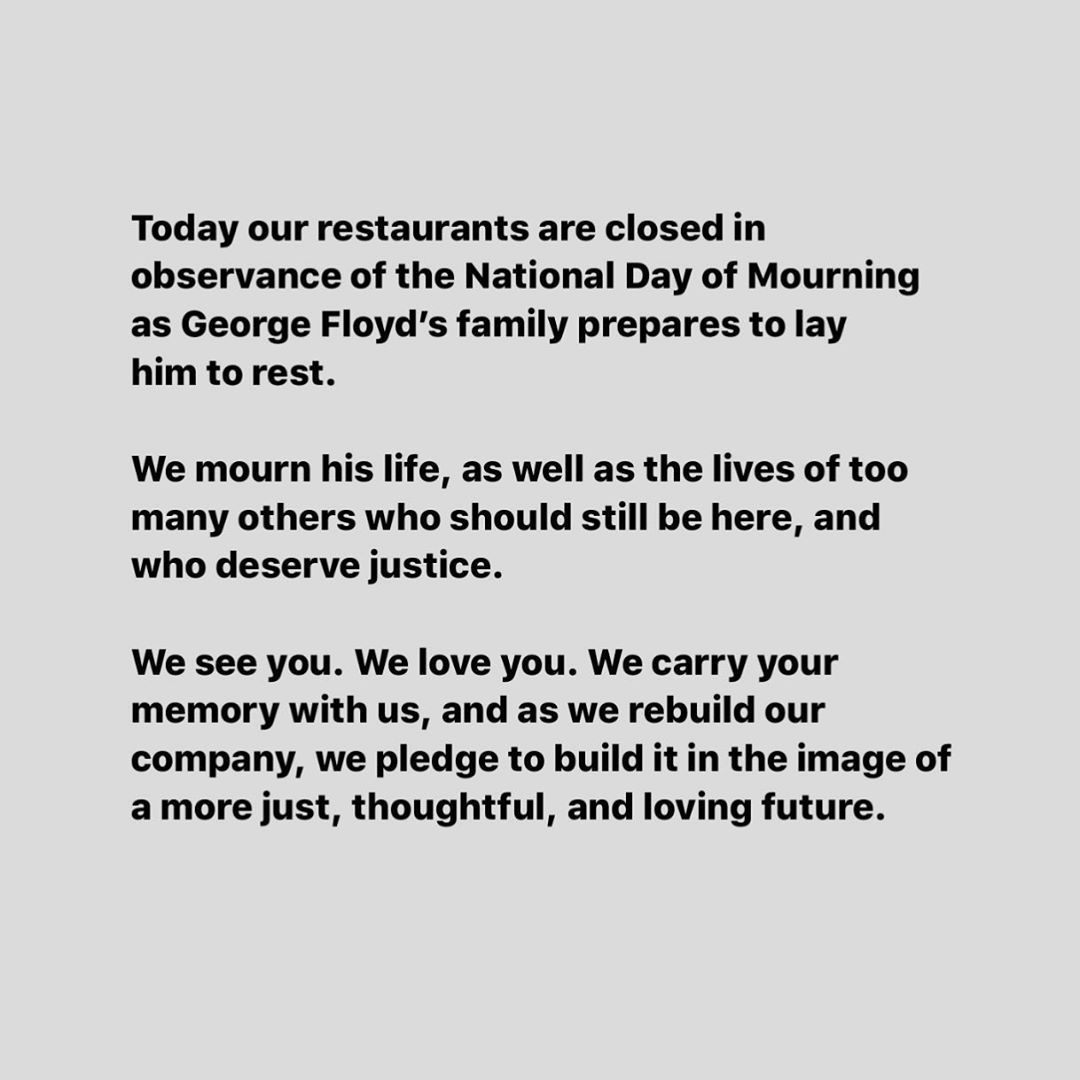 Today our restaurants are closed in
observance of the National Day of Mourning
as George Floyd’s family prepares to lay
him to rest.
We mourn his life, as well as the lives of too
many others who should still be here, and
who deserve justice.
We see you. We love you. We carry your
memory with us, and as we rebuild our
company, we pledge to build it in the image of
a more just, thoughtful, and loving future.